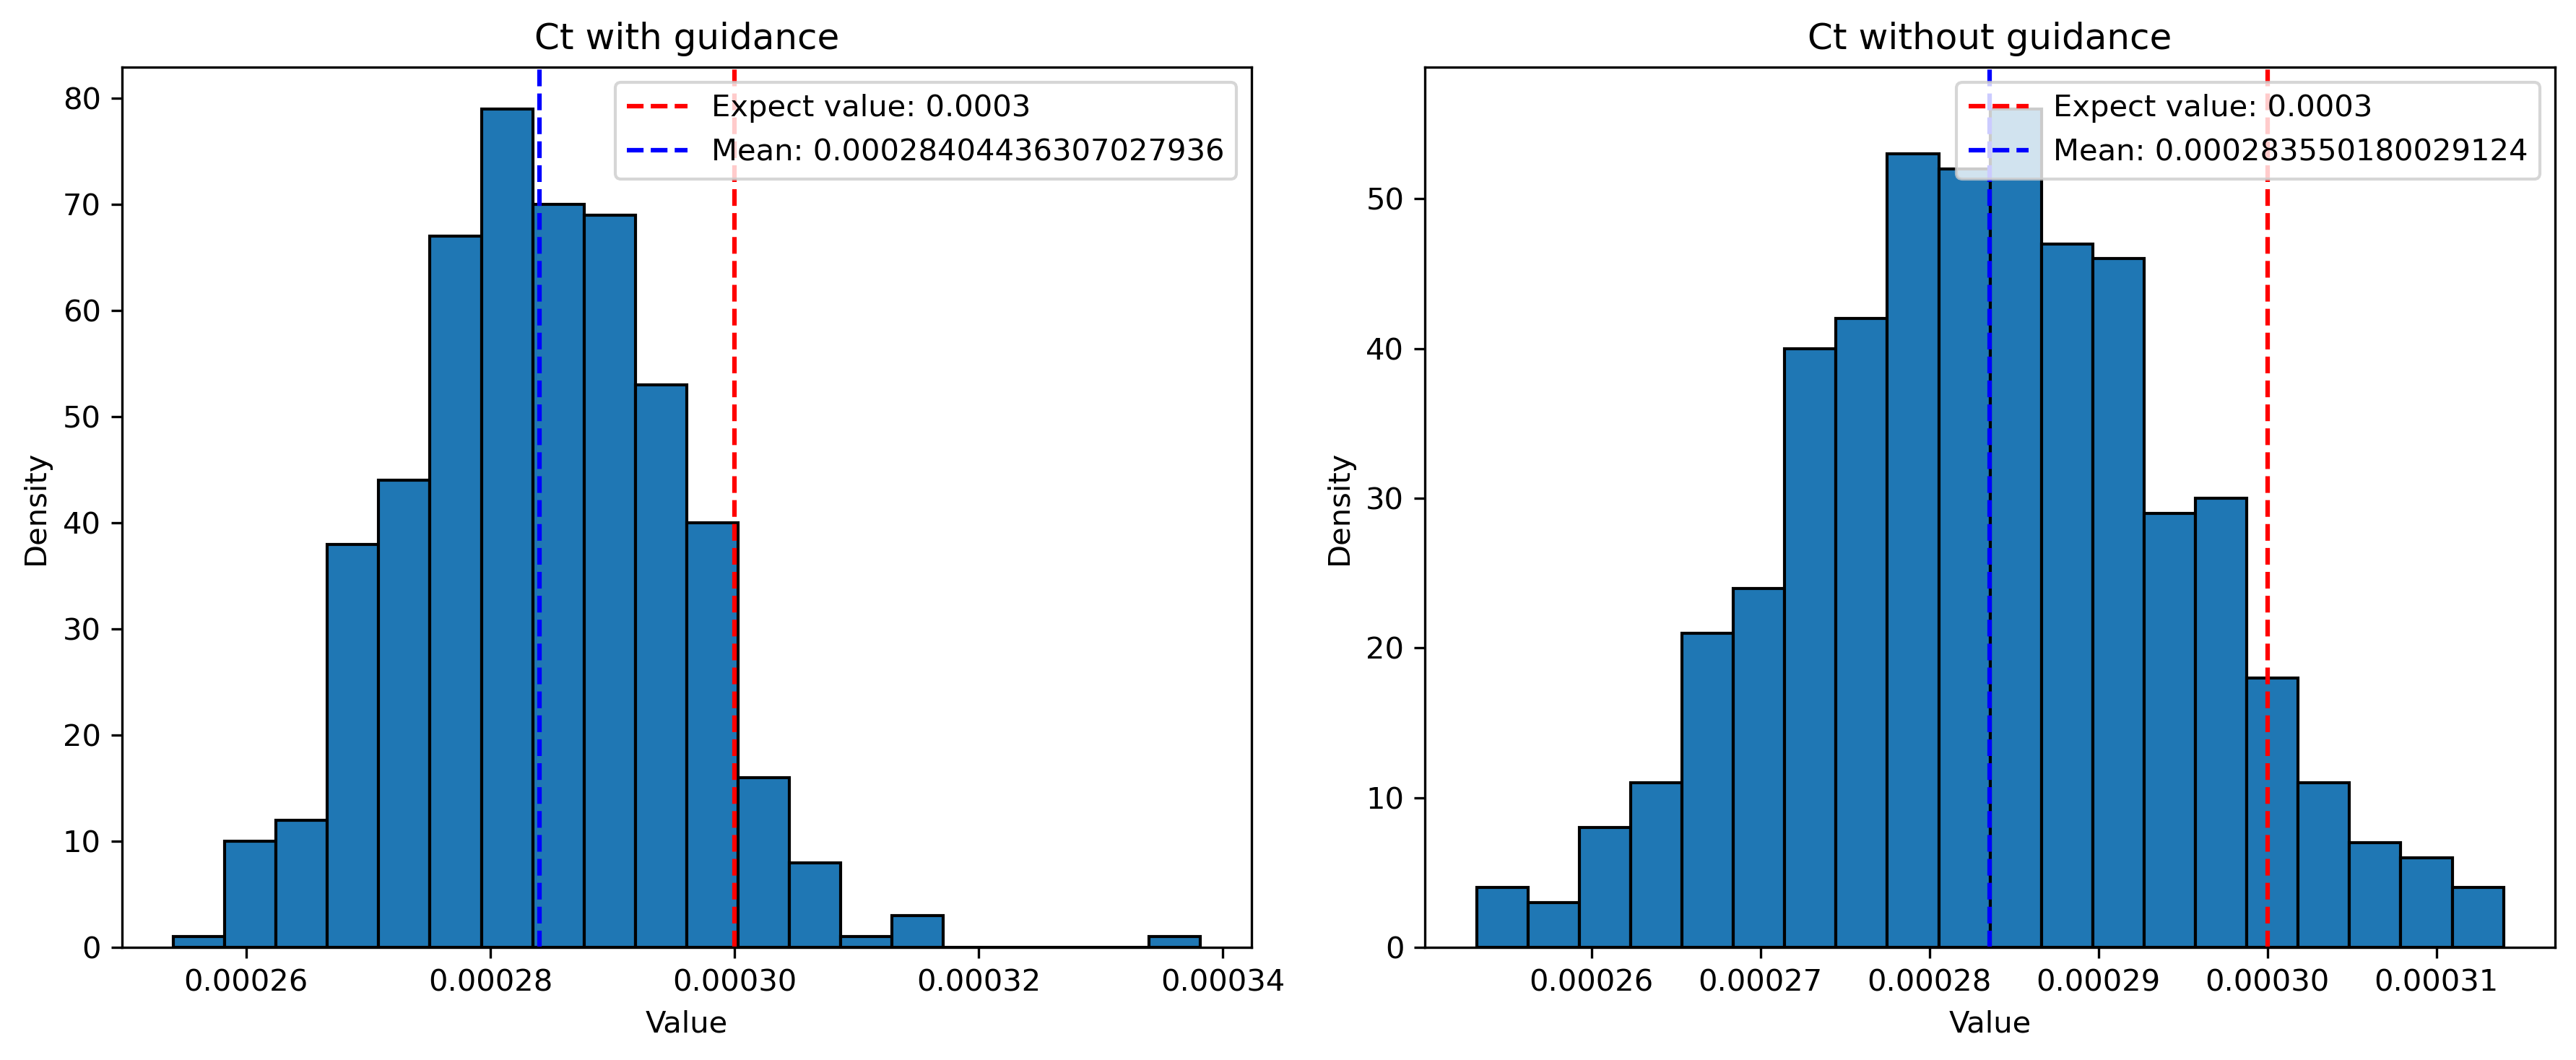 Ct with guidance
Expect value: 0.0003
Mean: 0.00028404436307027936
80
70
60
50
40
30
20
10
0
Density
0.00026
0.00028
0.00030
0.00032
0.00034
Value
Ct without guidance
Expect value: 0.0003
Mean: 0.000283550180029124
50
40
30
20
10
0
Density
0.00026
0.00027
0.00028
0.00029
0.00030
0.00031
Value